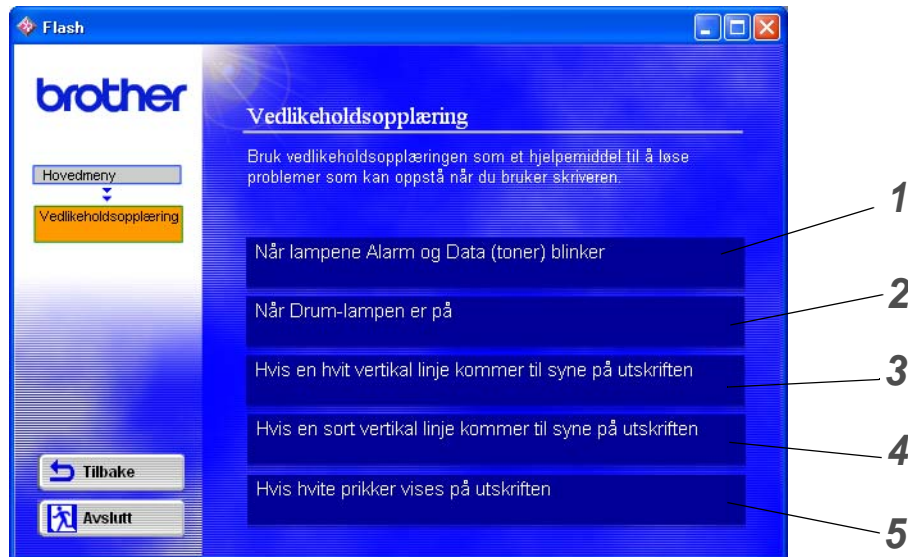 Flash
brother
Hovedmeny
Vedlikeholdsopplæring
Vedlikeholdsopplæring
Bruk vedlikeholdsopplæringen som et hjelpemiddel til å løse
problemer som kan oppstå når du bruker skriveren.
Når lampene Alarm og Data (toner) blinker
1
Når Drum-lampen er på
2
Hvis en hvit vertikal linje kommer til syne på utskriften
3
Hvis en sort vertikal linje kommer til syne på utskriften
4
Hvis hvite prikker vises på utskriften
5
Tilbake
Avslutt